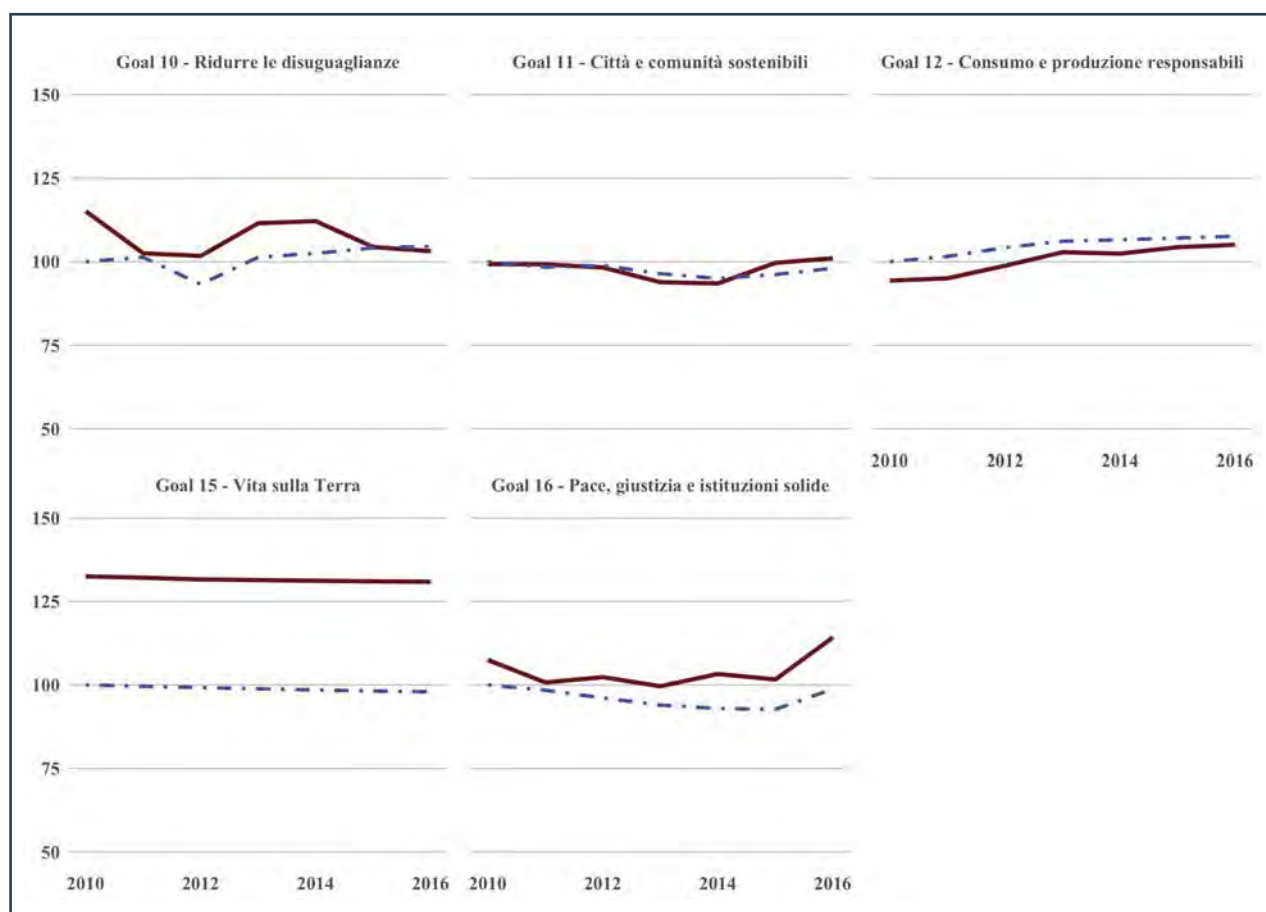 Goal 10 - Ridurre le disuguaglianze
Goal 11 - Città e comunità sostenibili
Goal 12 - Consumo e produzione responsabili
150
125
100
75
50
2010 2012 2014 2016
Goal 15 - Vita sulla Terra
Goal 16 - Pace, giustizia e istituzioni solide
150
125
100
75
50
2010 2012 2014 2016
2010 2012 2014 2016